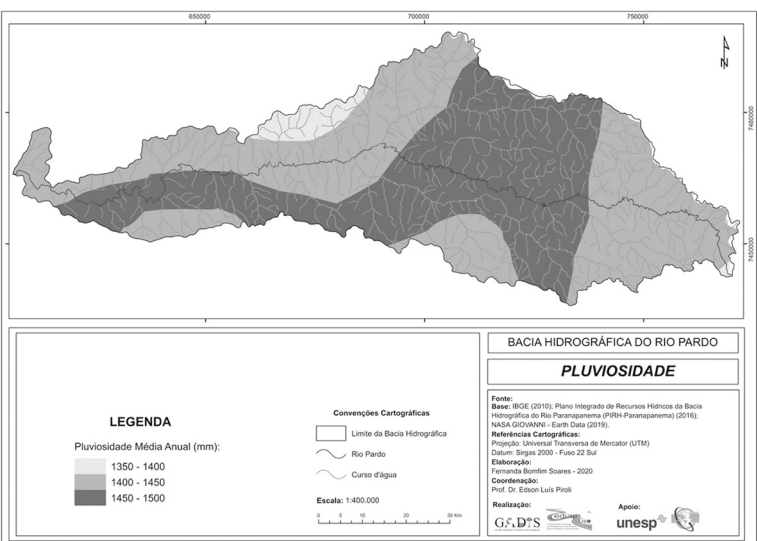 650000
700000
750000
N
7480000
7450000
BACIA HIDROGRÁFICA DO RIO PARDO
PLUVIOSIDADE
LEGENDA
Pluviosidade Média Anual (mm):
1350 - 1400
1400 - 1450
1450 - 1500
Convenções Cartográficas
Limite da Bacia Hidrográfica
Rio Pardo
Curso d'água
Escala: 1:400.000
0 5 10 20 30 Km
Fonte:
Base: IBGE (2010); Plano Integrado de Recursos Hídricos da Bacia
Hidrográfica do Rio Paranapanema (PIRH-Paranapanema) (2016);
NASA GIOVANNI - Earth Data (2019).
Referências Cartográficas:
Projeção: Universal Transversa de Mercator (UTM)
Datum: Sirgas 2000 - Fuso 22 Sul
Elaboração:
Fernanda Bomfim Soares - 2020
Coordenação:
Prof. Dr. Edson Luís Piroli
Realização:
Apoio:
GADIS
unesp